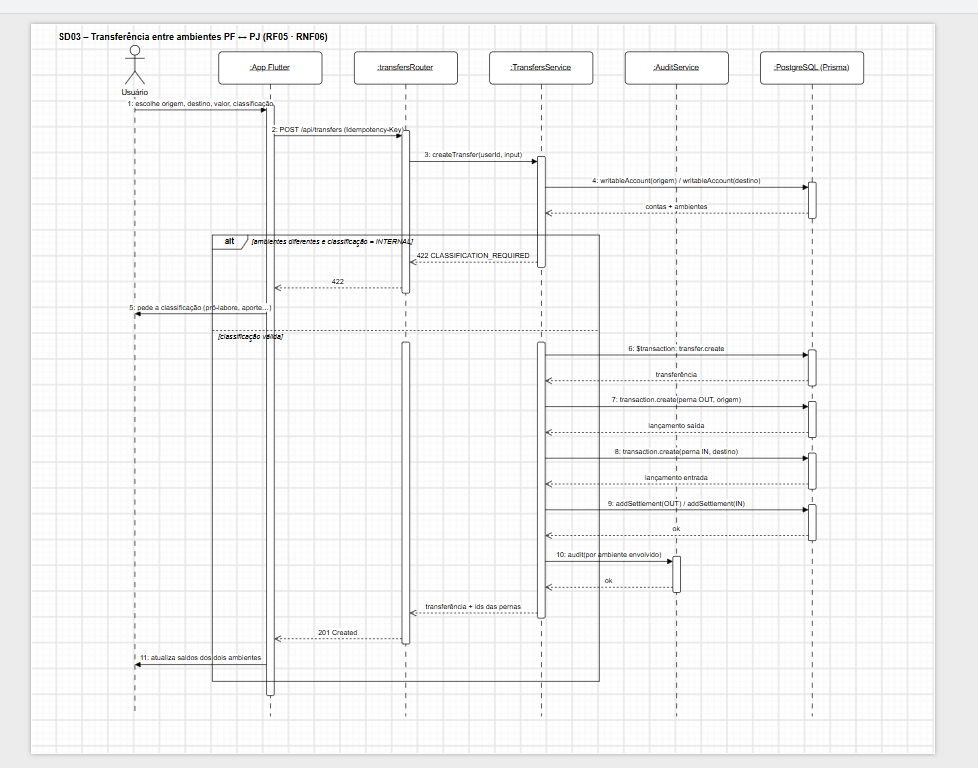 SD03 – Transferência entre ambientes PF ↔ PJ (RF05 · RNF06)
Usuário
:App Flutter
:transfersRouter
:TransfersService
:AuditService
:PostgreSQL (Prisma)
1: escolhe origem, destino, valor, classificação
2: POST /api/transfers (Idempotency-Key)
3: createTransfer(userId, input)
4: writableAccount(origem) / writableAccount(destino)
contas + ambientes
alt
[ambientes diferentes e classificação = INTERNAL]
422 CLASSIFICATION_REQUIRED
422
5: pede a classificação (pró-labore, aporte...)
[classificação válida]
6: $transaction: transfer.create
transferência
7: transaction.create(perna OUT, origem)
lançamento saída
8: transaction.create(perna IN, destino)
lançamento entrada
9: addSettlement(OUT) / addSettlement(IN)
ok
10: audit(por ambiente envolvido)
ok
transferência + ids das pernas
201 Created
11: atualiza saldos dos dois ambientes